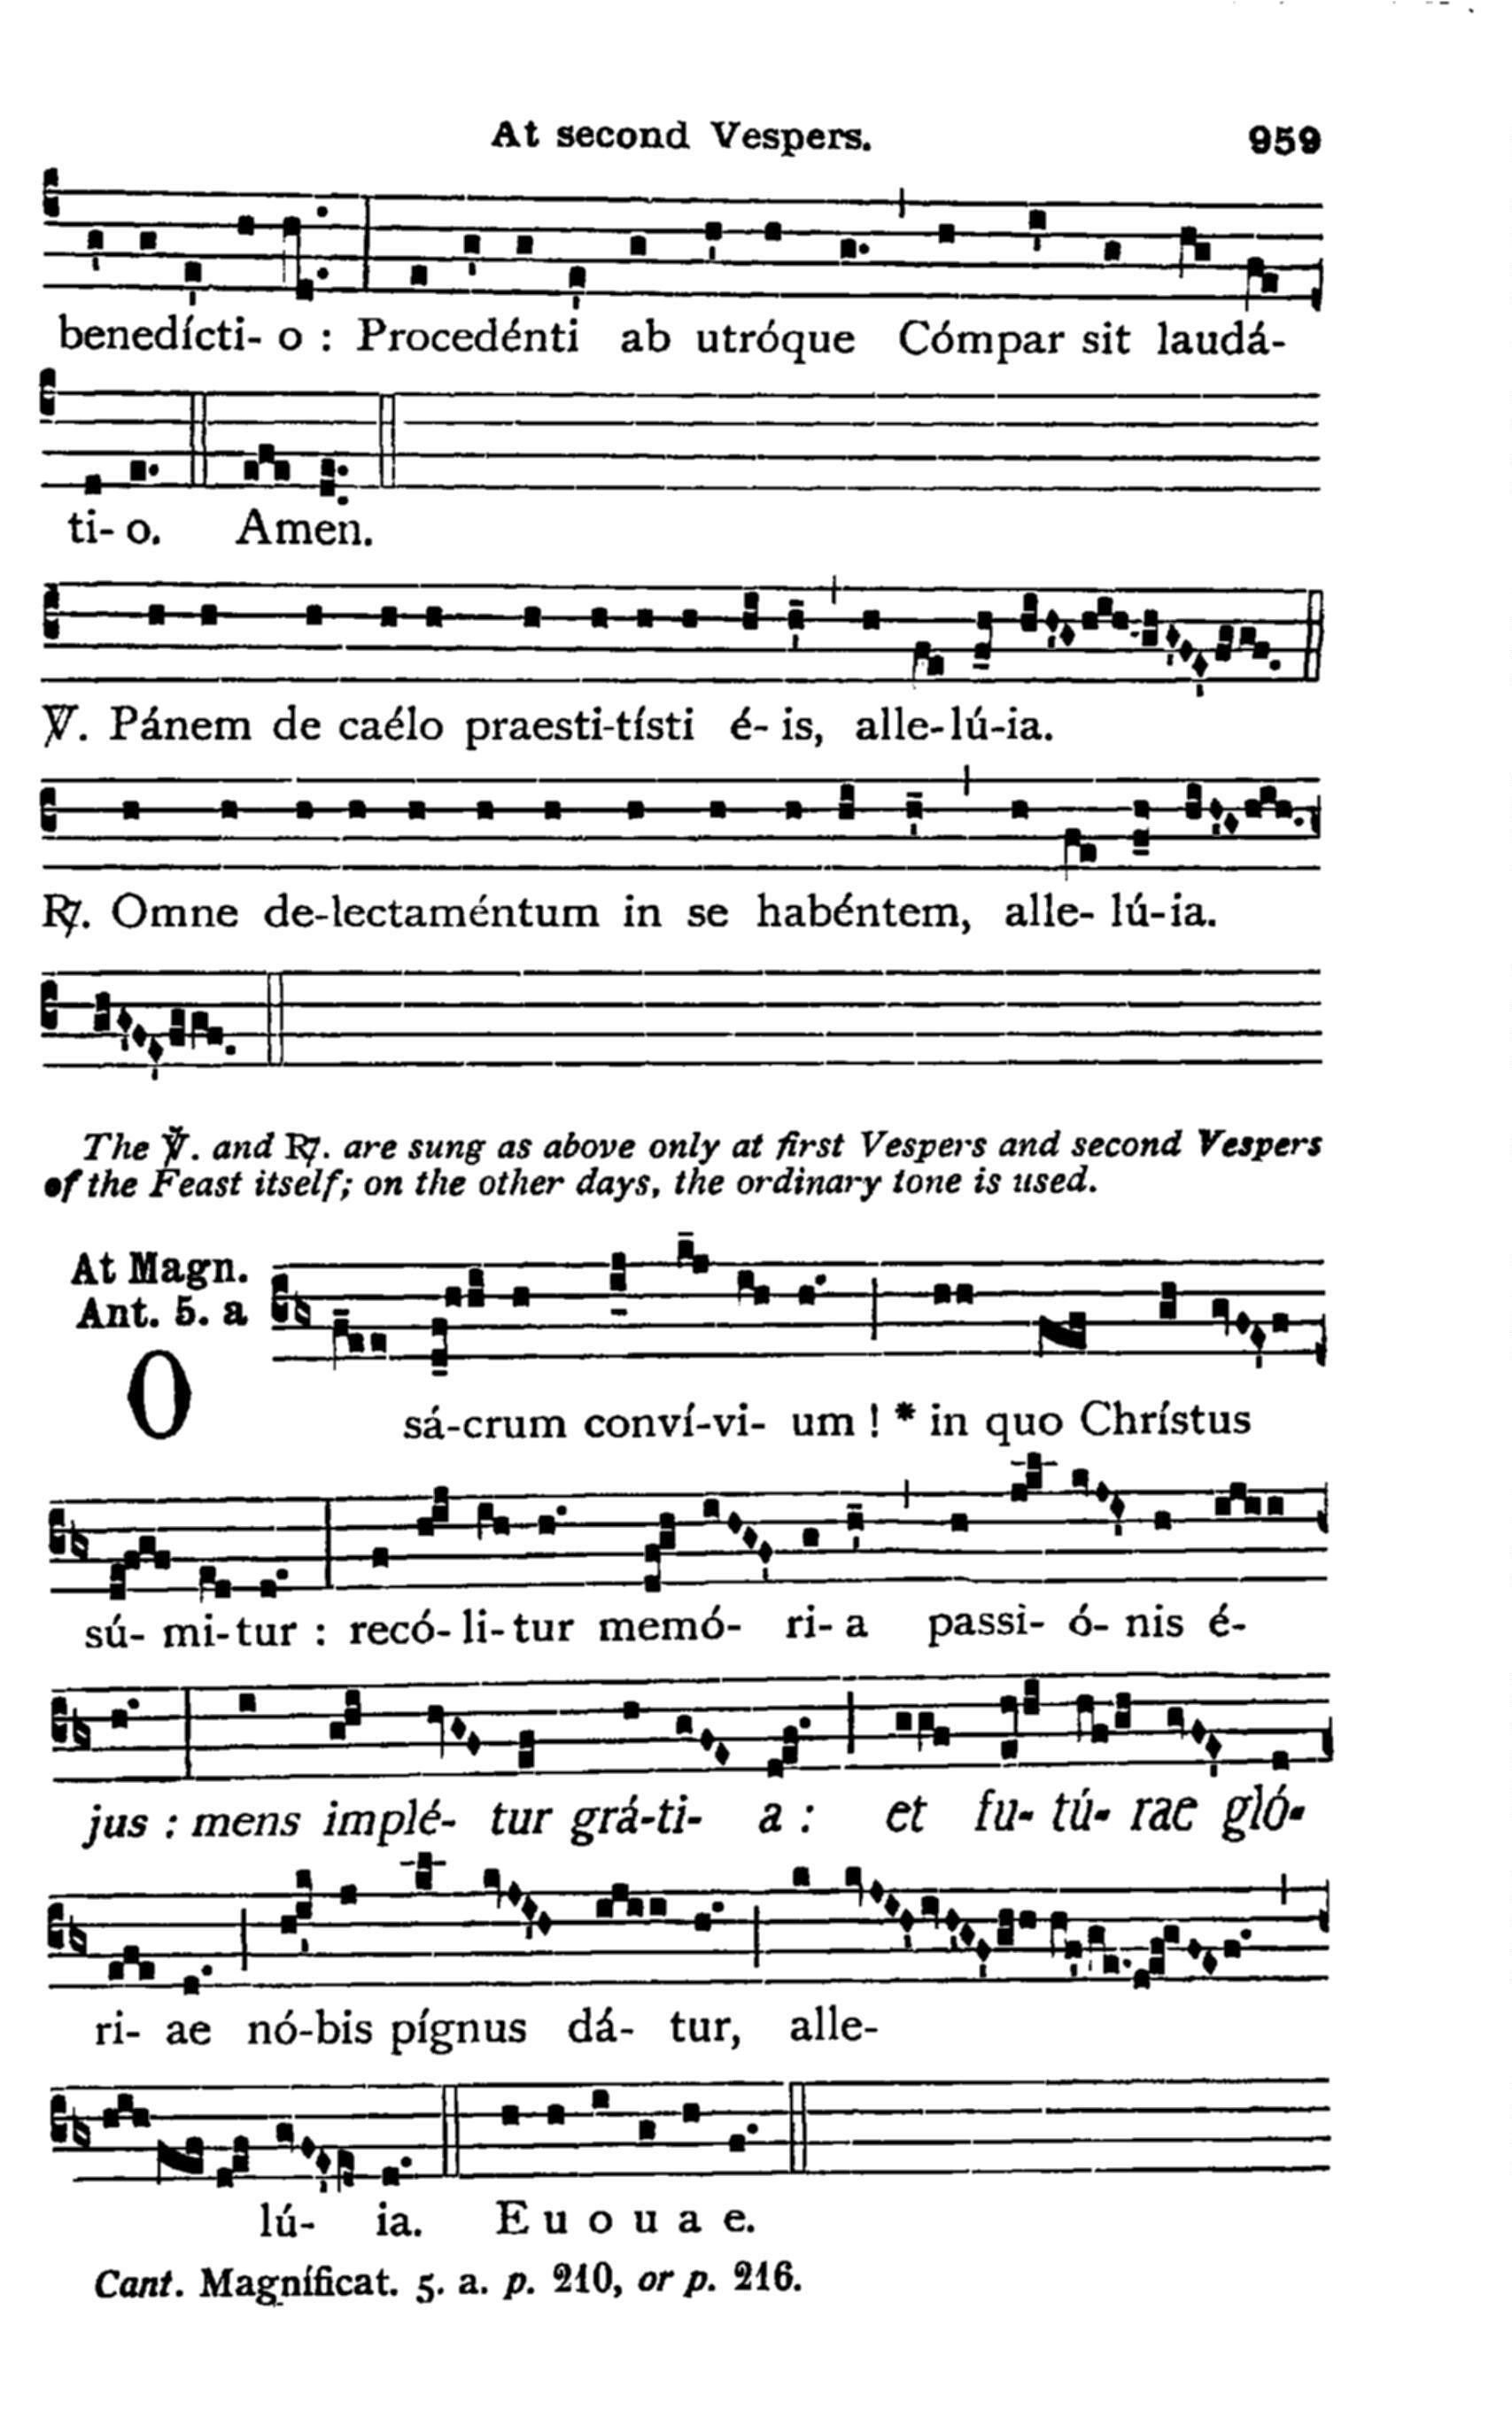 At second Vespers. 959
benedícti- o : Procedénti ab utróque Cómpar sit laudá-
ti- o. Amen.
℣. Pánem de caélo praesti-tísti é- is, alle-lú-ia.
℟. Omne de-lectaméntum in se habéntem, alle- lú-ia.
The ℣. and ℟. are sung as above only at first Vespers and second Vespers
of the Feast itself; on the other days, the ordinary tone is used.
At Magn.
Ant. 5. a
O sá-crum conví-vi- um ! * in quo Chrístus
sú- mi-tur : recó- li- tur memó- ri- a passi- ó- nis é-
jus : mens implé- tur grá-ti- a : et fu- tú- rae gló-
ri- ae nó-bis pígnus dá- tur, alle-
lú- ia. E u o u a e.
Cant. Magníficat. 5. a. p. 210, or p. 216.